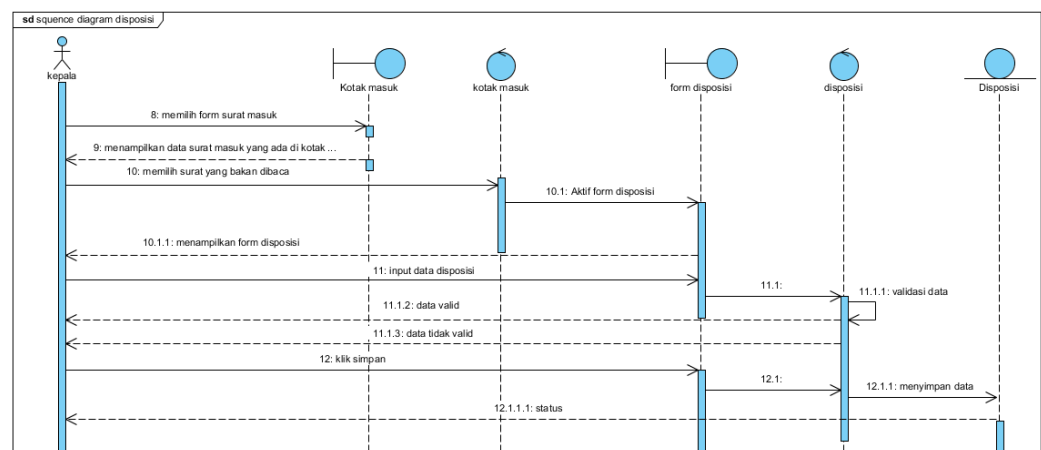 sd squence diagram disposisi
kepala
Kotak masuk
kotak masuk
form disposisi
disposisi
Disposisi
8: memilih form surat masuk
9: menampilkan data surat masuk yang ada di kotak ...
10: memilih surat yang bakan dibaca
10.1: Aktif form disposisi
10.1.1: menampilkan form disposisi
11: input data disposisi
11.1:
11.1.1: validasi data
11.1.2: data valid
11.1.3: data tidak valid
12: klik simpan
12.1:
12.1.1: menyimpan data
12.1.1.1: status